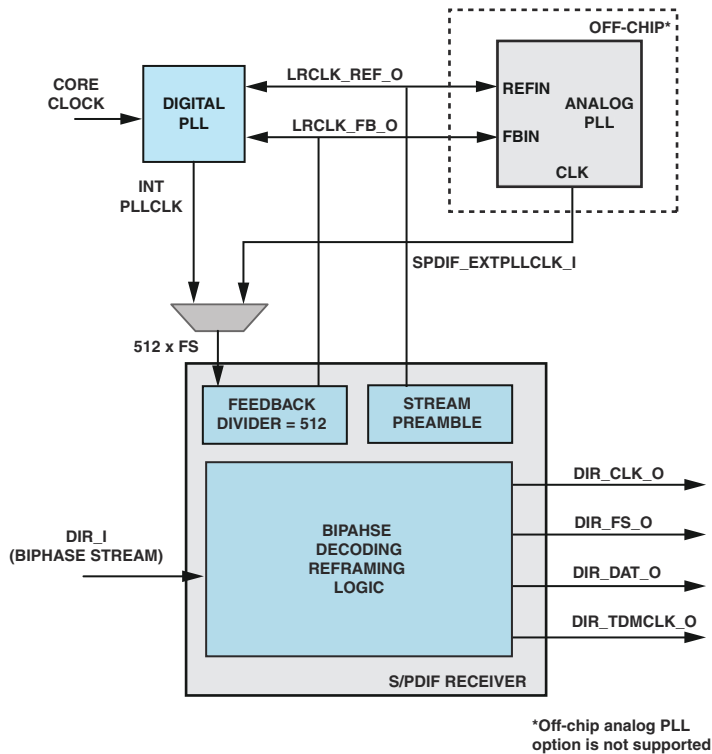 OFF-CHIP*
CORE
CLOCK
DIGITAL
PLL
LRCLK_REF_O
LRCLK_FB_O
REFIN
FBIN
ANALOG
PLL
CLK
INT
PLLCLK
SPDIF_EXTPLLCLK_I
512 x FS
FEEDBACK
DIVIDER = 512
STREAM
PREAMBLE
DIR_I
(BIPHASE STREAM)
BIPAHSE
DECODING
REFRAMING
LOGIC
DIR_CLK_O
DIR_FS_O
DIR_DAT_O
DIR_TDMCLK_O
S/PDIF RECEIVER
*Off-chip analog PLL
option is not supported